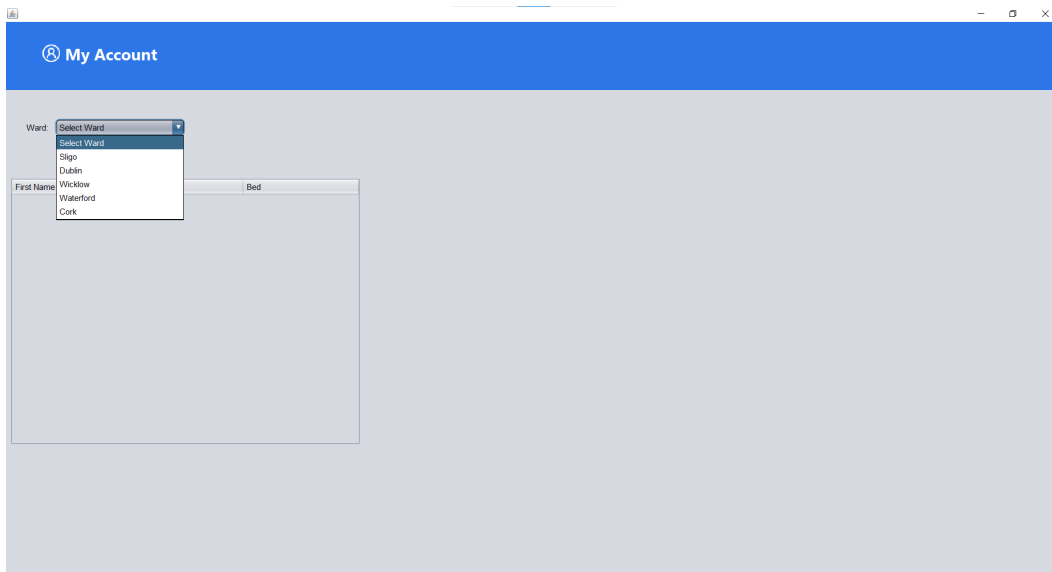 My Account
Ward: Select Ward
Select Ward
Sligo
Dublin
Wicklow
Waterford
Cork
First Name Bed